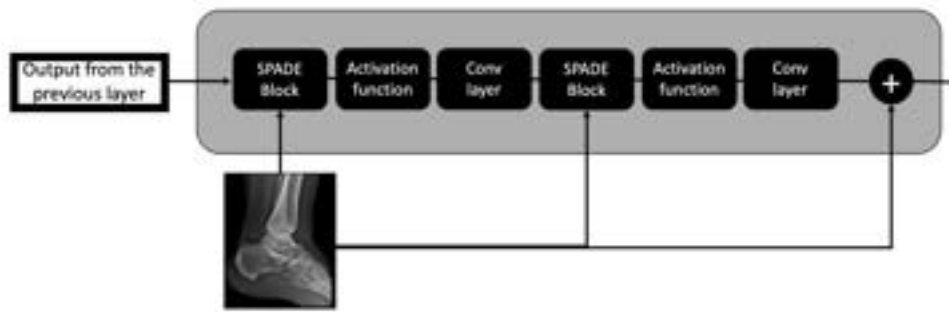 Output from the
previous layer
SPADE
Block
Activation
function
Conv
layer
SPADE
Block
Activation
function
Conv
layer
+